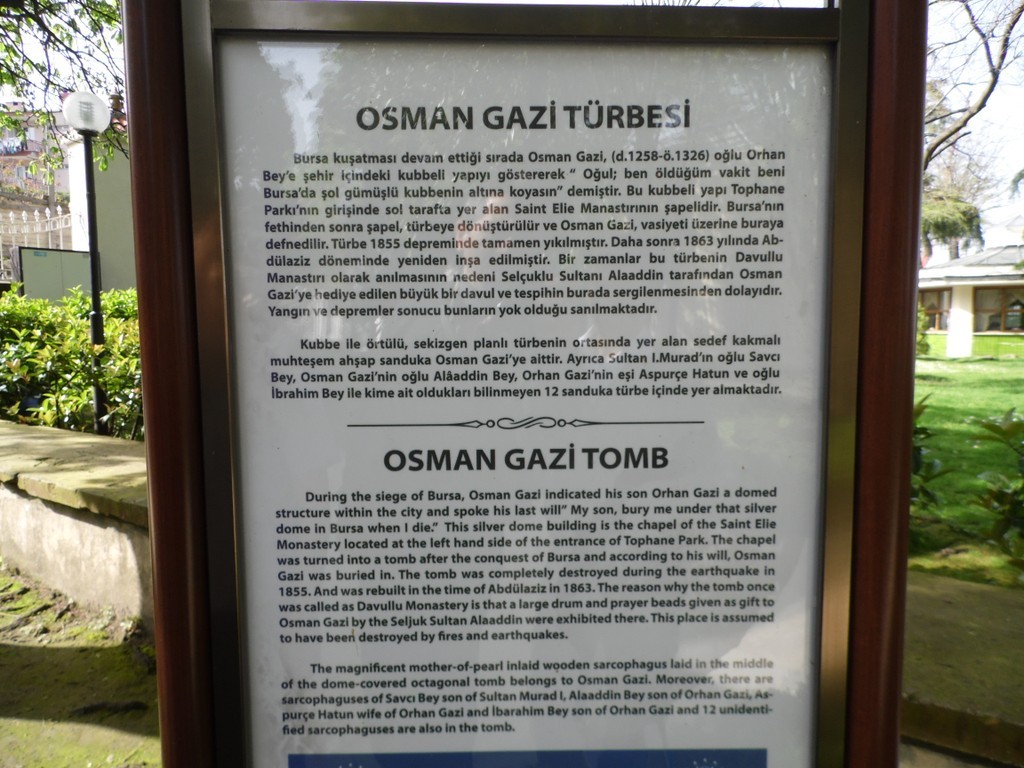 OSMAN GAZİ TÜRBESİ
Bursa kuşatması devam ettiği sırada Osman Gazi, (d.1258-ö.1326) oğlu Orhan
Bey'e şehir içindeki kubbeli yapıyı göstererek “ Oğul; ben öldüğüm vakit beni
Bursa'da şol gümüşlü kubbenin altına koyasın” demiştir. Bu kubbeli yapı Tophane
Parkı'nın girişinde sol tarafta yer alan Saint Elie Manastırının şapelidir. Bursa'nın
fethinden sonra şapel, türbeye dönüştürülür ve Osman Gazi, vasiyeti üzerine buraya
defnedilir. Türbe 1855 depreminde tamamen yıkılmıştır. Daha sonra 1863 yılında Ab-
dülaziz döneminde yeniden inşa edilmiştir. Bir zamanlar bu türbenin Davullu
Manastırı olarak anılmasının nedeni Selçuklu Sultanı Alaaddin tarafından Osman
Gazi'ye hediye edilen büyük bir davul ve tespihin burada sergilenmesinden dolayıdır.
Yangın ve depremler sonucu bunların yok olduğu sanılmaktadır.
Kubbe ile örtülü, sekizgen planlı türbenin ortasında yer alan sedef kakmalı
muhteşem ahşap sanduka Osman Gazi'ye aittir. Ayrıca Sultan I.Murad'ın oğlu Savcı
Bey, Osman Gazi'nin oğlu Alâaddin Bey, Orhan Gazi'nin eşi Aspurçe Hatun ve oğlu
İbrahim Bey ile kime ait oldukları bilinmeyen 12 sanduka türbe içinde yer almaktadır.
OSMAN GAZİ TOMB
During the siege of Bursa, Osman Gazi indicated his son Orhan Gazi a domed
structure within the city and spoke his last will” My son, bury me under that silver
dome in Bursa when I die.” This silver dome building is the chapel of the Saint Elie
Monastery located at the left hand side of the entrance of Tophane Park. The chapel
was turned into a tomb after the conquest of Bursa and according to his will, Osman
Gazi was buried in. The tomb was completely destroyed during the earthquake in
1855. And was rebuilt in the time of Abdülaziz in 1863. The reason why the tomb once
was called as Davullu Monastery is that a large drum and prayer beads given as gift to
Osman Gazi by the Seljuk Sultan Alaaddin were exhibited there. This place is assumed
to have been destroyed by fires and earthquakes.
The magnificent mother-of-pearl inlaid wooden sarcophagus laid in the middle
of the dome-covered octagonal tomb belongs to Osman Gazi. Moreover, there are
sarcophaguses of Savcı Bey son of Sultan Murad I, Alaaddin Bey son of Orhan Gazi, As-
purçe Hatun wife of Orhan Gazi and İbarahim Bey son of Orhan Gazi and 12 unidenti-
fied sarcophaguses are also in the tomb.